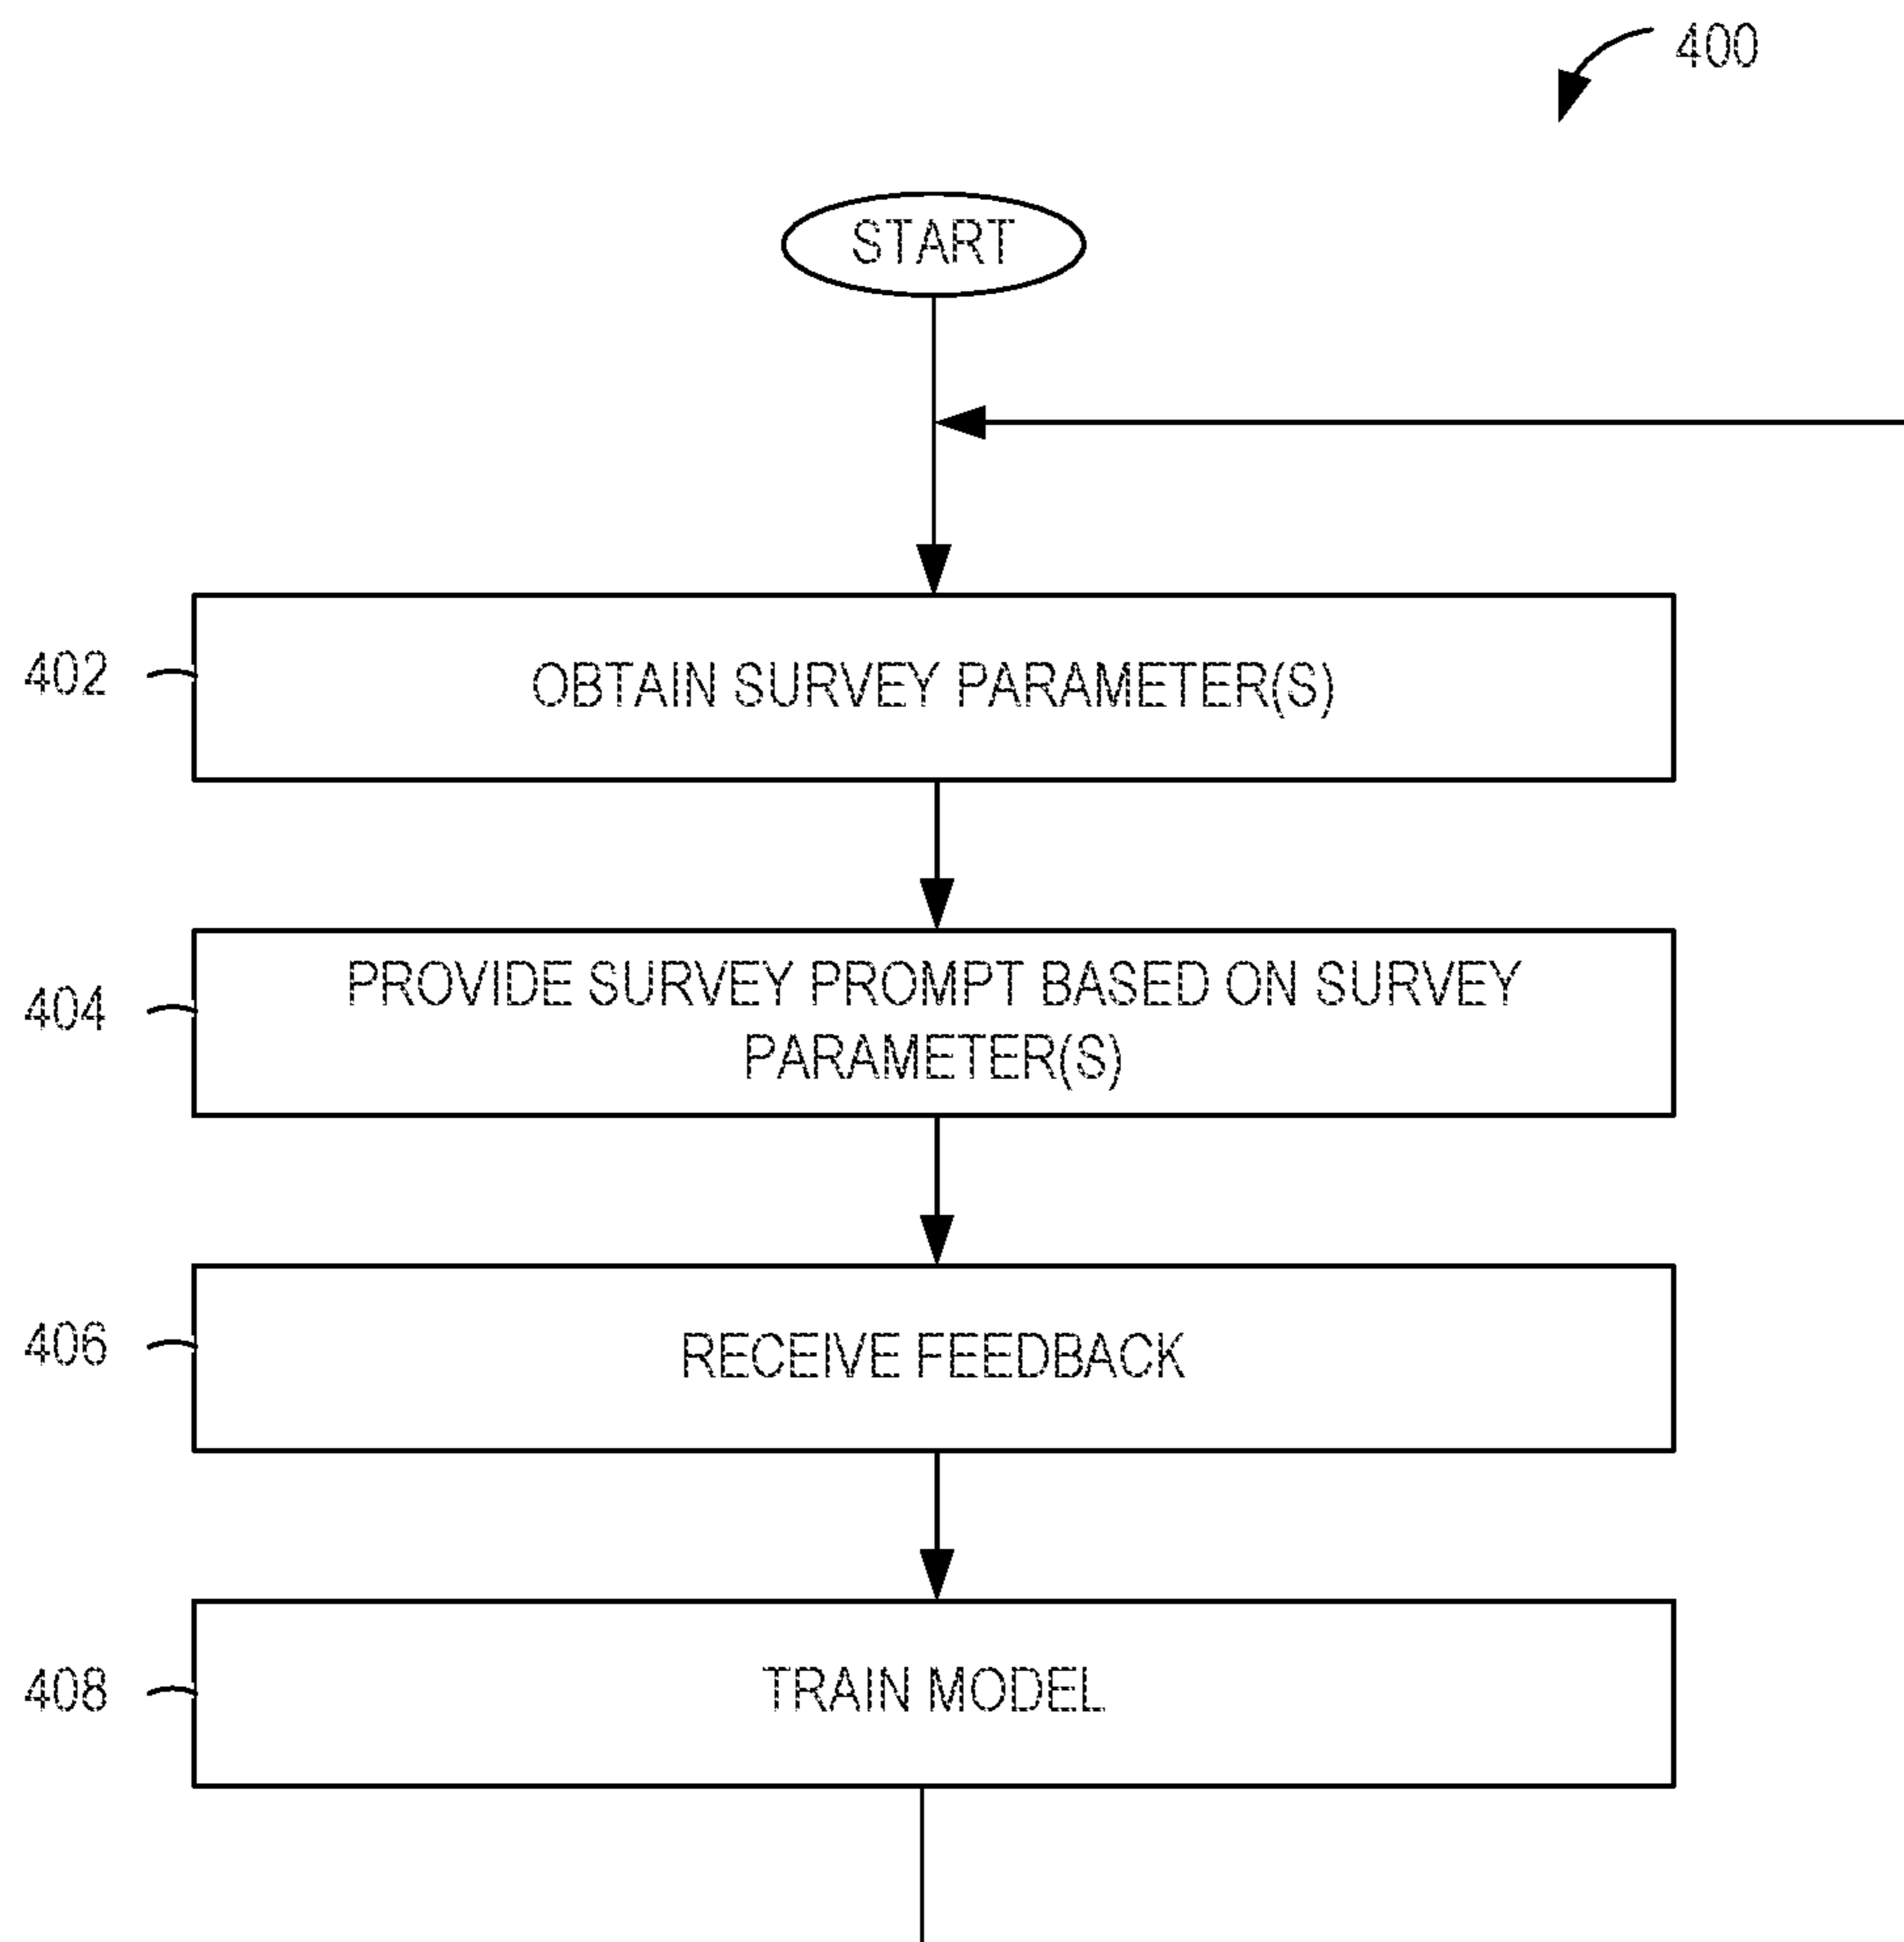 400
START
402
OBTAIN SURVEY PARAMETER(S)
404
PROVIDE SURVEY PROMPT BASED ON SURVEY
PARAMETER(S)
406
RECEIVE FEEDBACK
408
TRAIN MODEL